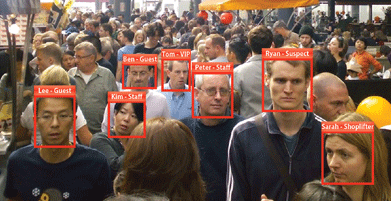 Ryan - Suspect
Tom - VIP
Ben - Guest
Peter - Staff
Lee - Guest
Kim - Staff
Sarah - Shoplifter